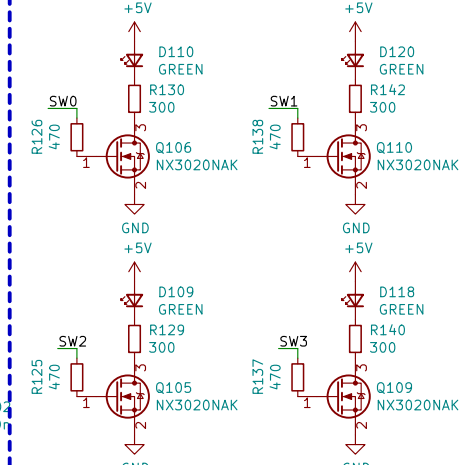 +5V
D110
GREEN
R130
300
SW0
R126
470
3
1
Q106
NX3020NAK
2
GND
+5V
D120
GREEN
R142
300
SW1
R138
470
3
1
Q110
NX3020NAK
2
GND
+5V
D109
GREEN
R129
300
SW2
R125
470
3
1
Q105
NX3020NAK
2
+5V
D118
GREEN
R140
300
SW3
R137
470
3
1
Q109
NX3020NAK
2